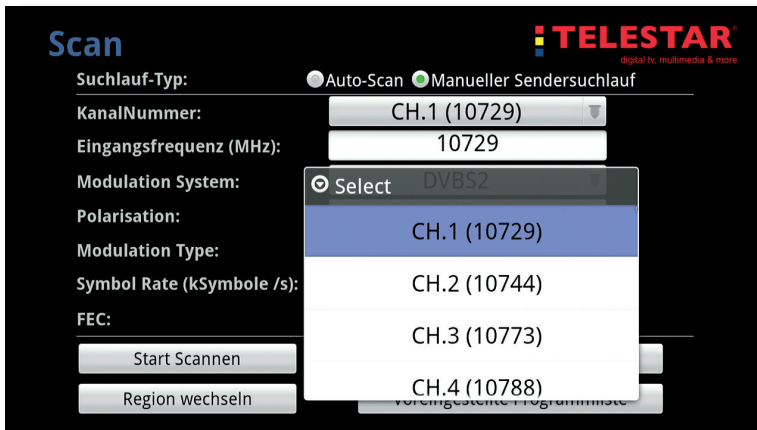 Scan
TELESTAR
digital tv, multimedia & more
Suchlauf-Typ: Auto-Scan Manueller Sendersuchlauf
KanalNummer: CH.1 (10729)
Eingangsfrequenz (MHz): 10729
Modulation System: DVBS2
Select
Polarisation:
CH.1 (10729)
Modulation Type:
Symbol Rate (kSymbole /s): CH.2 (10744)
FEC:
CH.3 (10773)
Start Scannen
CH.4 (10788)
Region wechseln Voreingestellte Programmliste